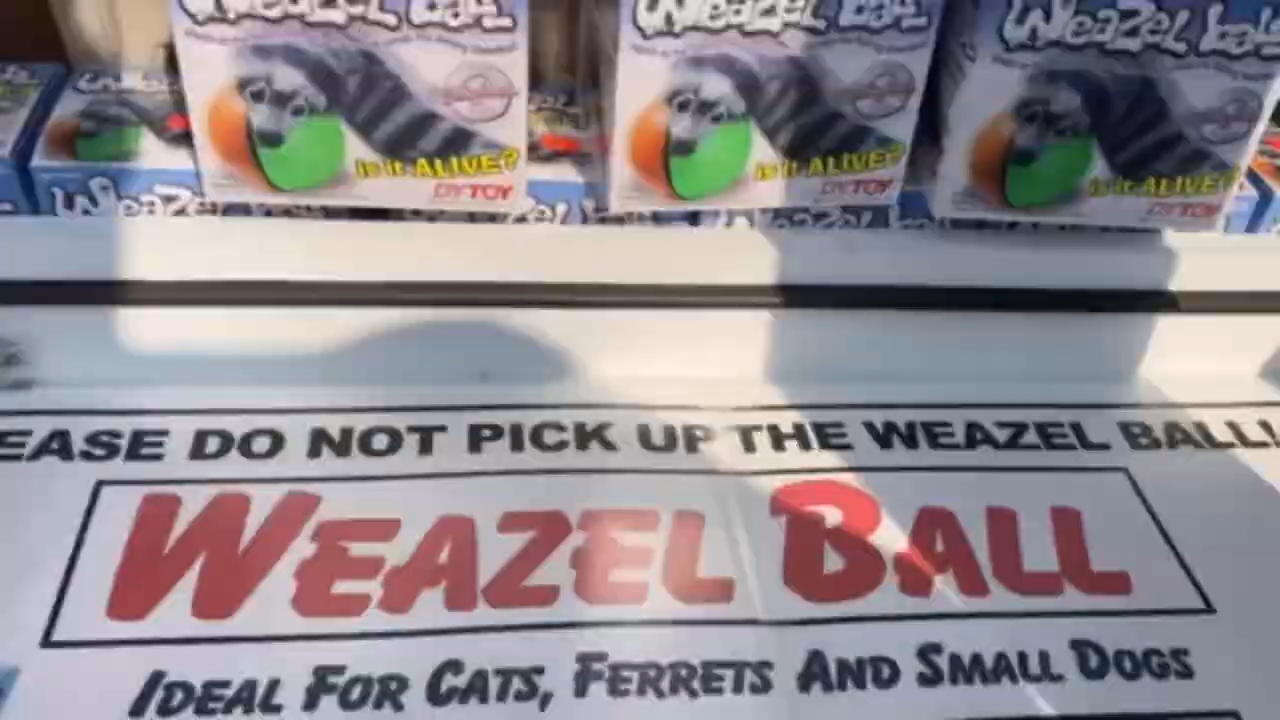 Weazel ball
Weazel ball
Weazel ball
is it ALIVE?
DYTOY
is it ALIVE?
DYTOY
is it ALIVE?
DYTOY
Weazel
EASE DO NOT PICK UP THE WEAZEL BALL!
WEAZEL BALL
IDEAL FOR CATS, FERRETS AND SMALL DOGS